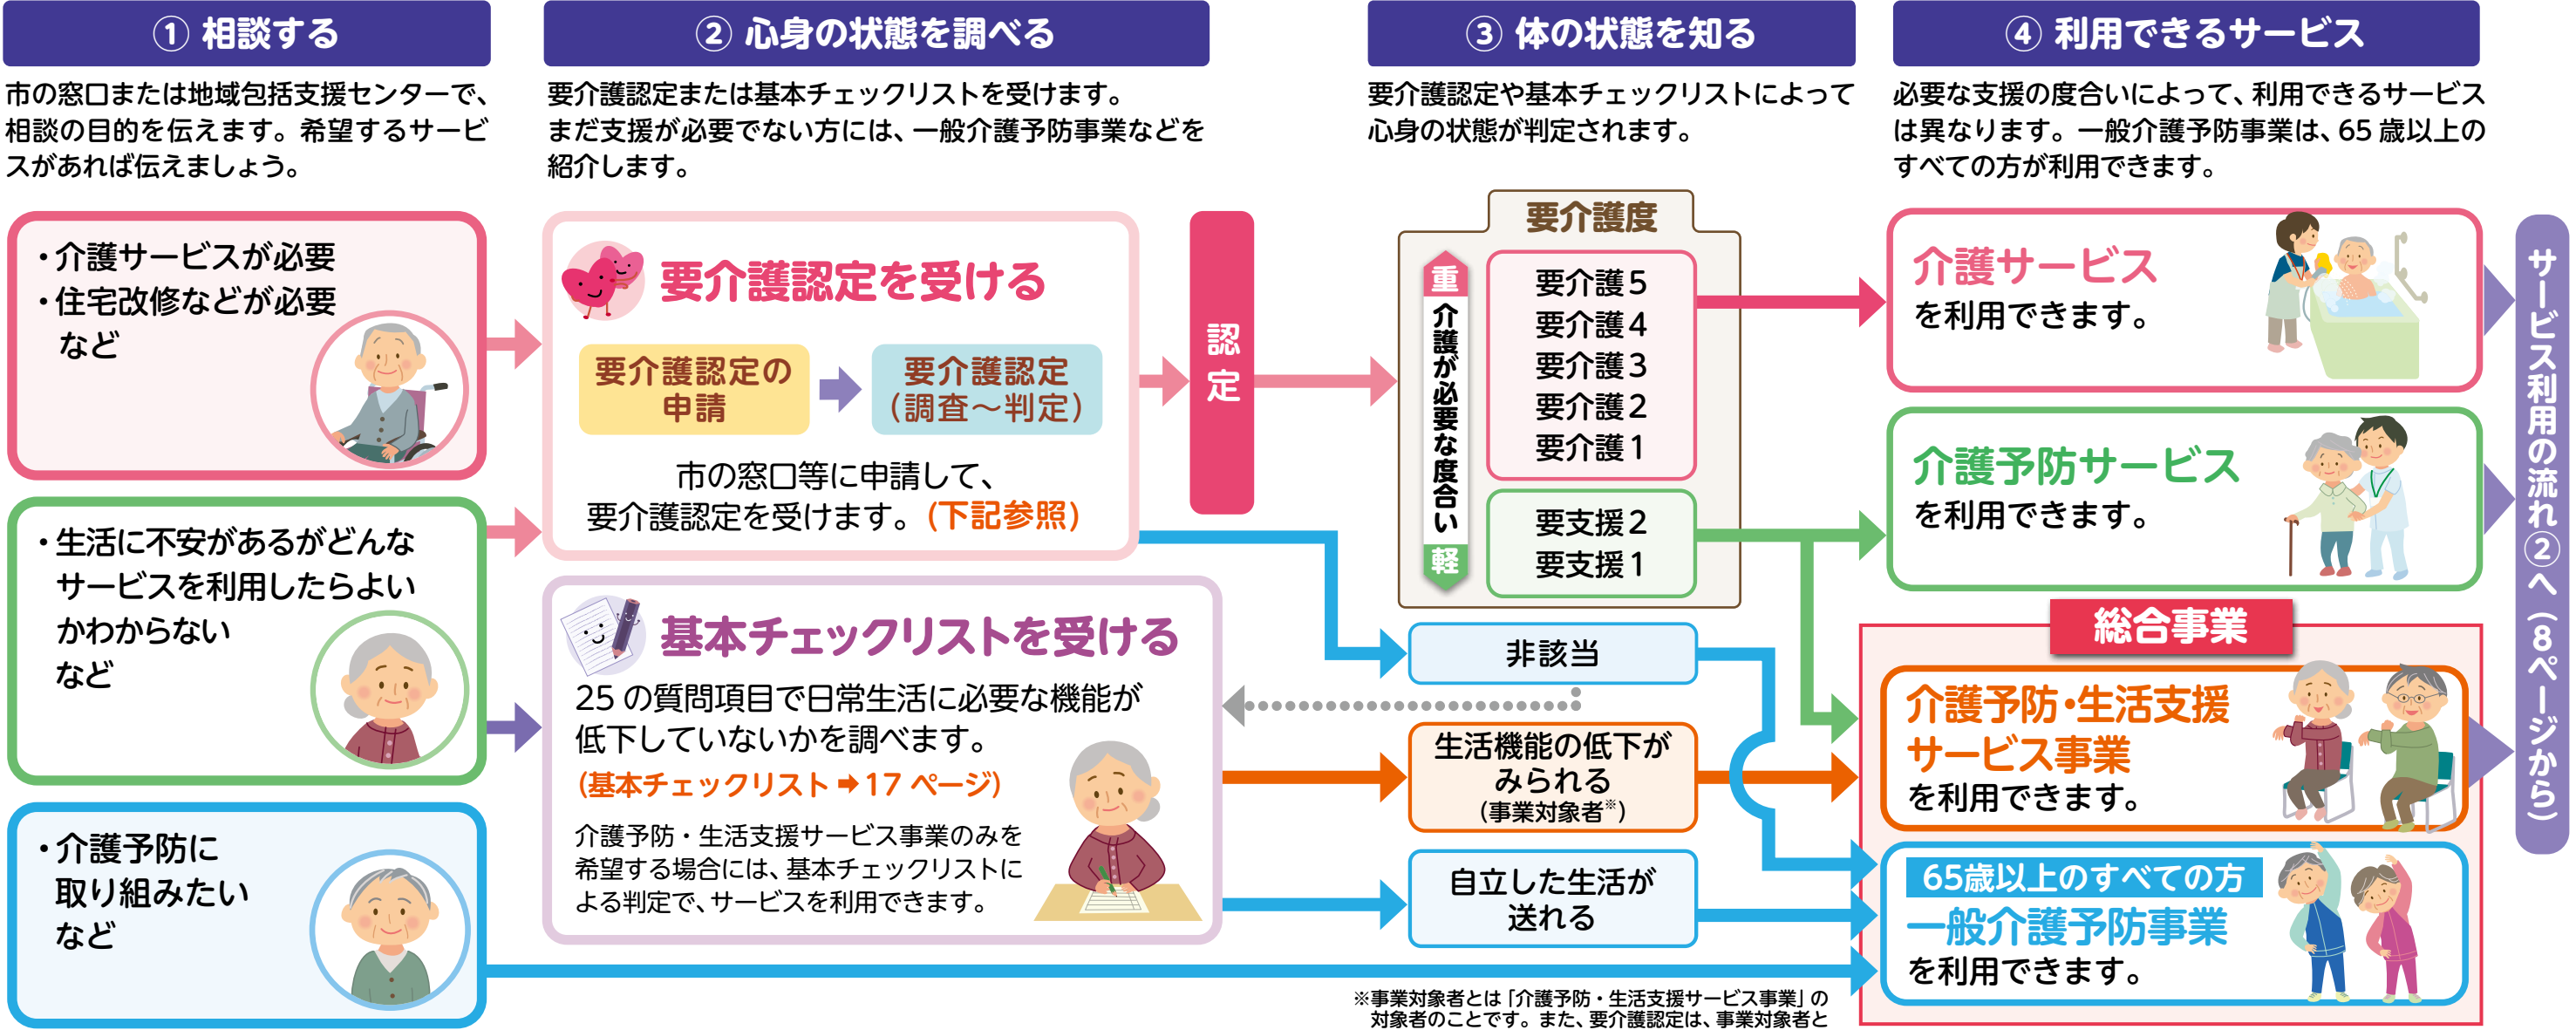 ① 相談する
市の窓口または地域包括支援センターで、
相談の目的を伝えます。希望するサービ
スがあれば伝えましょう。
・介護サービスが必要
・住宅改修などが必要
など
・生活に不安があるがどんな
サービスを利用したらよい
かわからない
など
・介護予防に
取り組みたい
など
② 心身の状態を調べる
要介護認定または基本チェックリストを受けます。
まだ支援が必要でない方には、一般介護予防事業などを
紹介します。
要介護認定を受ける
要介護認定の
申請
要介護認定
(調査〜判定)
市の窓口等に申請して、
要介護認定を受けます。(下記参照)
認定
基本チェックリストを受ける
25の質問項目で日常生活に必要な機能が
低下していないかを調べます。
(基本チェックリスト➡17 ページ)
介護予防・生活支援サービス事業のみを
希望する場合には、基本チェックリストに
よる判定で、サービスを利用できます。
③ 体の状態を知る
要介護認定や基本チェックリストによって
心身の状態が判定されます。
要介護度
重
介護が必要な度合い
軽
要介護5
要介護4
要介護3
要介護2
要介護1
要支援2
要支援1
非該当
生活機能の低下が
みられる
(事業対象者※)
自立した生活が
送れる
※事業対象者とは「介護予防・生活支援サービス事業」の
対象者のことです。また、要介護認定は、事業対象者と
④ 利用できるサービス
必要な支援の度合いによって、利用できるサービス
は異なります。一般介護予防事業は、65歳以上の
すべての方が利用できます。
介護サービス
を利用できます。
介護予防サービス
を利用できます。
総合事業
介護予防・生活支援
サービス事業
を利用できます。
65歳以上のすべての方
一般介護予防事業
を利用できます。
サービス利用の流れ②へ(8ページから)